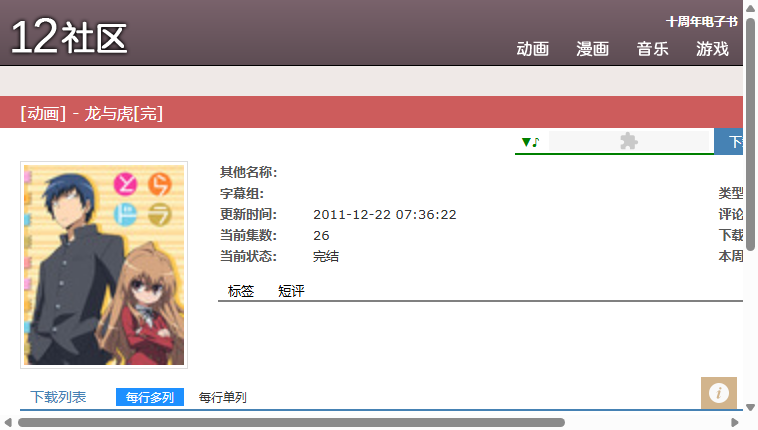 12社区
十周年电子书
动画 漫画 音乐 游戏
[动画] - 龙与虎[完]
▼♪
下
とらドラ
其他名称：
字幕组： 类型
更新时间： 2011-12-22 07:36:22 评论
当前集数： 26 下载
当前状态： 完结 本周
标签 短评
下载列表 每行多列 每行单列
i